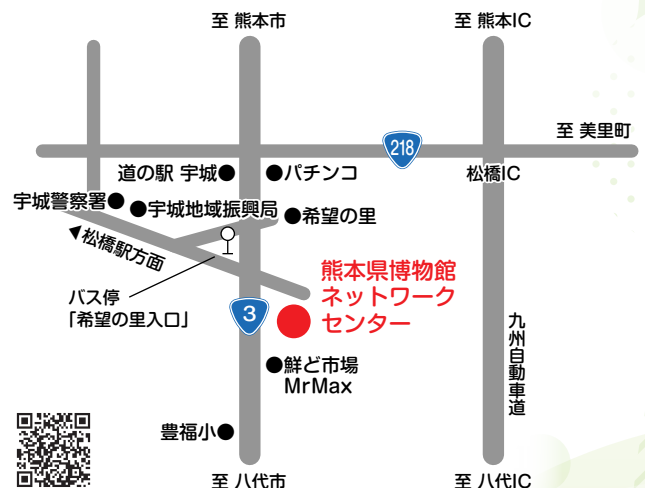 至 熊本市
至 熊本IC
至 美里町
218
道の駅 宇城
パチンコ
松橋IC
宇城警察署
宇城地域振興局
希望の里
◀松橋駅方面
バス停
「希望の里入口」
熊本県博物館
ネットワーク
センター
3
九州自動車道
鮮ど市場
MrMax
豊福小
至 八代市
至 八代IC